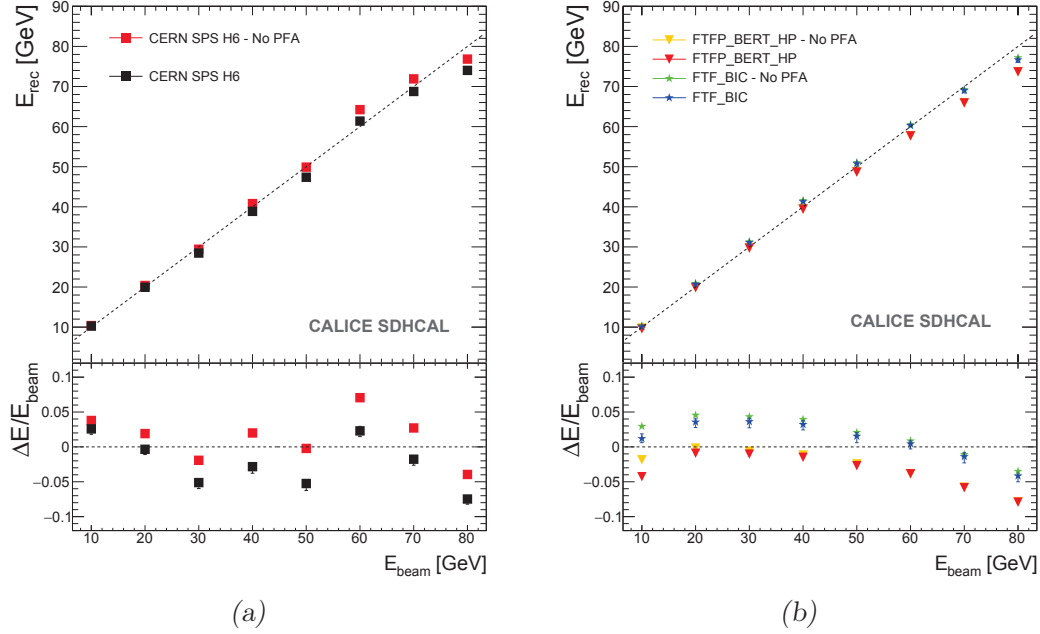 E_rec [GeV]
90
80
70
60
50
40
30
20
10
CERN SPS H6 - No PFA
CERN SPS H6
CALICE SDHCAL
ΔE/E_beam
0.1
0.05
0
−0.05
−0.1
10 20 30 40 50 60 70 80
E_beam [GeV]
(a)
E_rec [GeV]
90
80
70
60
50
40
30
20
10
FTFP_BERT_HP - No PFA
FTFP_BERT_HP
FTF_BIC - No PFA
FTF_BIC
CALICE SDHCAL
ΔE/E_beam
0.1
0.05
0
−0.05
−0.1
10 20 30 40 50 60 70 80
E_beam [GeV]
(b)